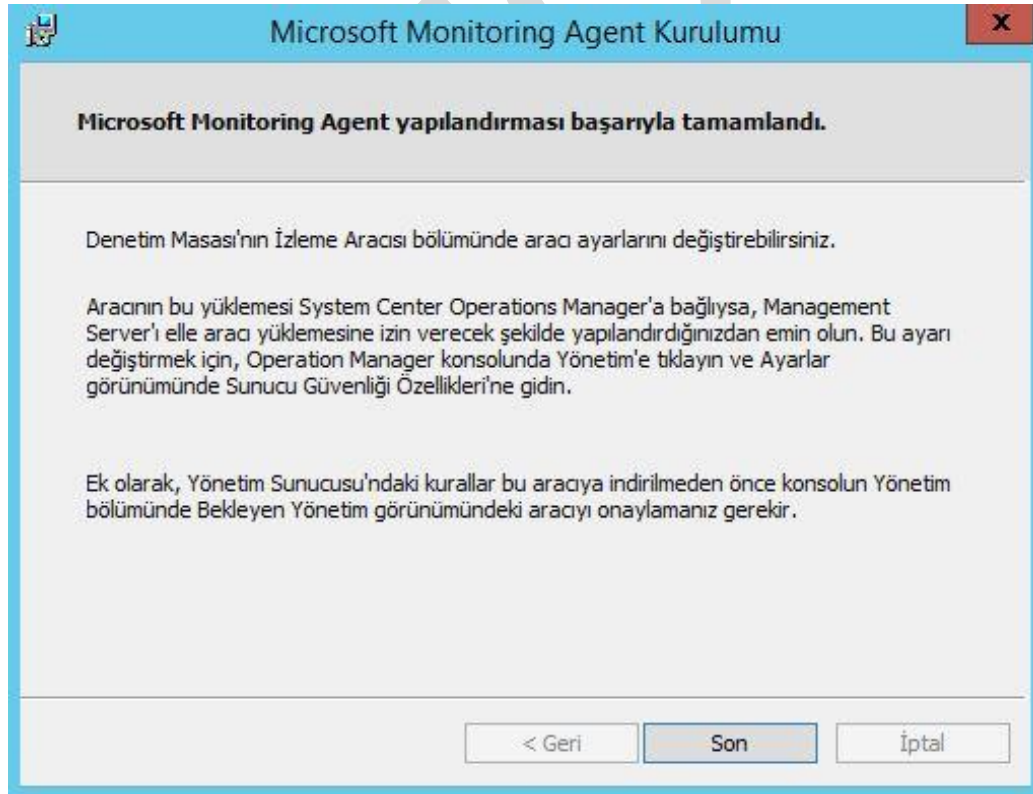 Microsoft Monitoring Agent Kurulumu
x
Microsoft Monitoring Agent yapılandırması başarıyla tamamlandı.
Denetim Masası'nın İzleme Aracısı bölümünde aracı ayarlarını değiştirebilirsiniz.
Aracının bu yüklemesi System Center Operations Manager'a bağlıysa, Management
Server'ı elle aracı yüklemesine izin verecek şekilde yapılandırdığınızdan emin olun. Bu ayarı
değiştirmek için, Operation Manager konsolunda Yönetim'e tıklayın ve Ayarlar
görünümünde Sunucu Güvenliği Özellikleri'ne gidin.
Ek olarak, Yönetim Sunucusu'ndaki kurallar bu aracıya indirilmeden önce konsolun Yönetim
bölümünde Bekleyen Yönetim görünümündeki aracıyı onaylamanız gerekir.
< Geri
Son
İptal